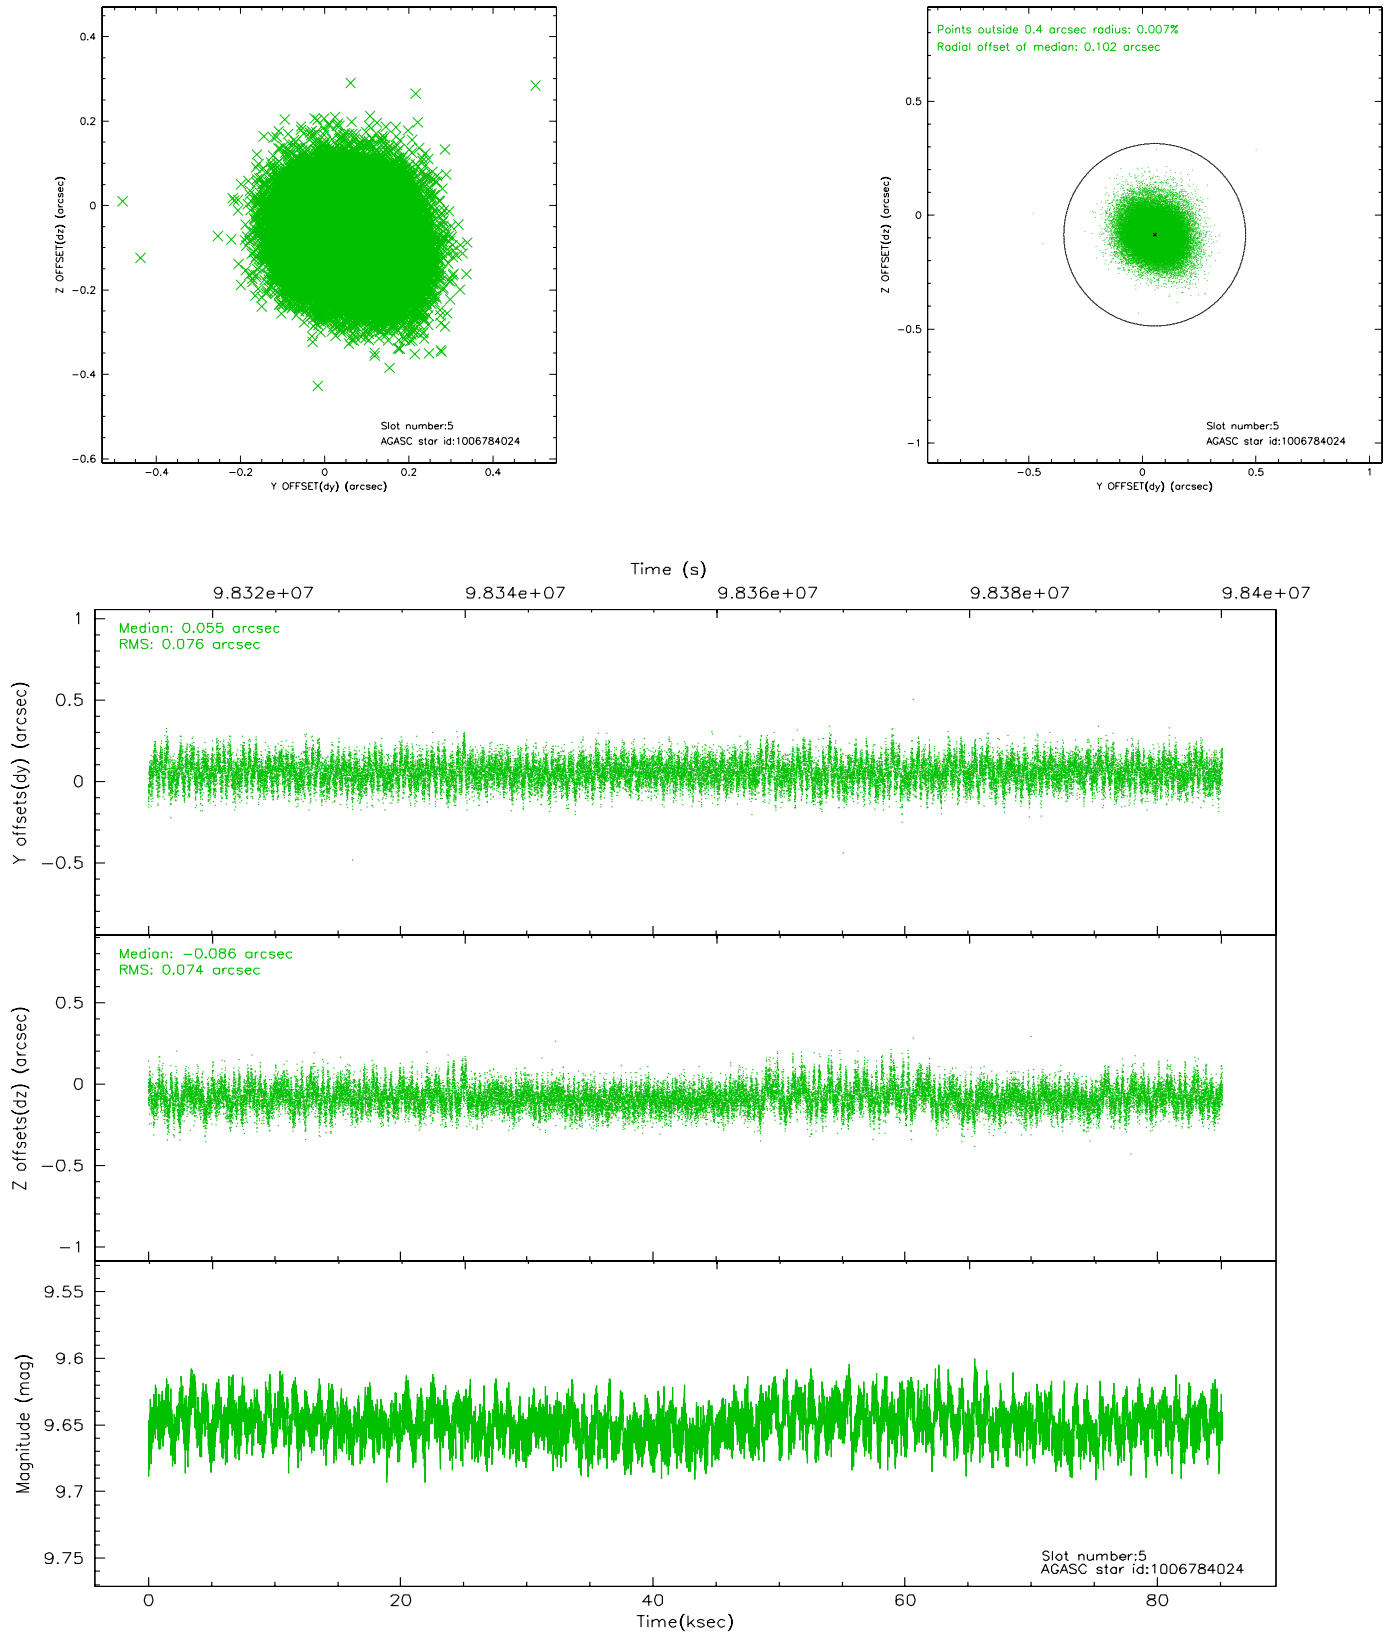 0.4
0.2
0
−0.2
−0.4
−0.6
Z OFFSET(dz) (arcsec)
−0.4
−0.2
0
0.2
0.4
Y OFFSET(dy) (arcsec)
Slot number:5
AGASC star id:1006784024
Points outside 0.4 arcsec radius: 0.007%
Radial offset of median: 0.102 arcsec
0.5
0
−0.5
−1
Z OFFSET(dz) (arcsec)
−0.5
0
0.5
1
Y OFFSET(dy) (arcsec)
Slot number:5
AGASC star id:1006784024
Time (s)
9.832e+07
9.834e+07
9.836e+07
9.838e+07
9.84e+07
Median: 0.055 arcsec
RMS: 0.076 arcsec
1
0.5
0
−0.5
Y offsets(dy) (arcsec)
Median: −0.086 arcsec
RMS: 0.074 arcsec
0.5
0
−0.5
−1
Z offsets(dz) (arcsec)
9.55
9.6
9.65
9.7
9.75
Magnitude (mag)
Slot number:5
AGASC star id:1006784024
0
20
40
60
80
Time(ksec)